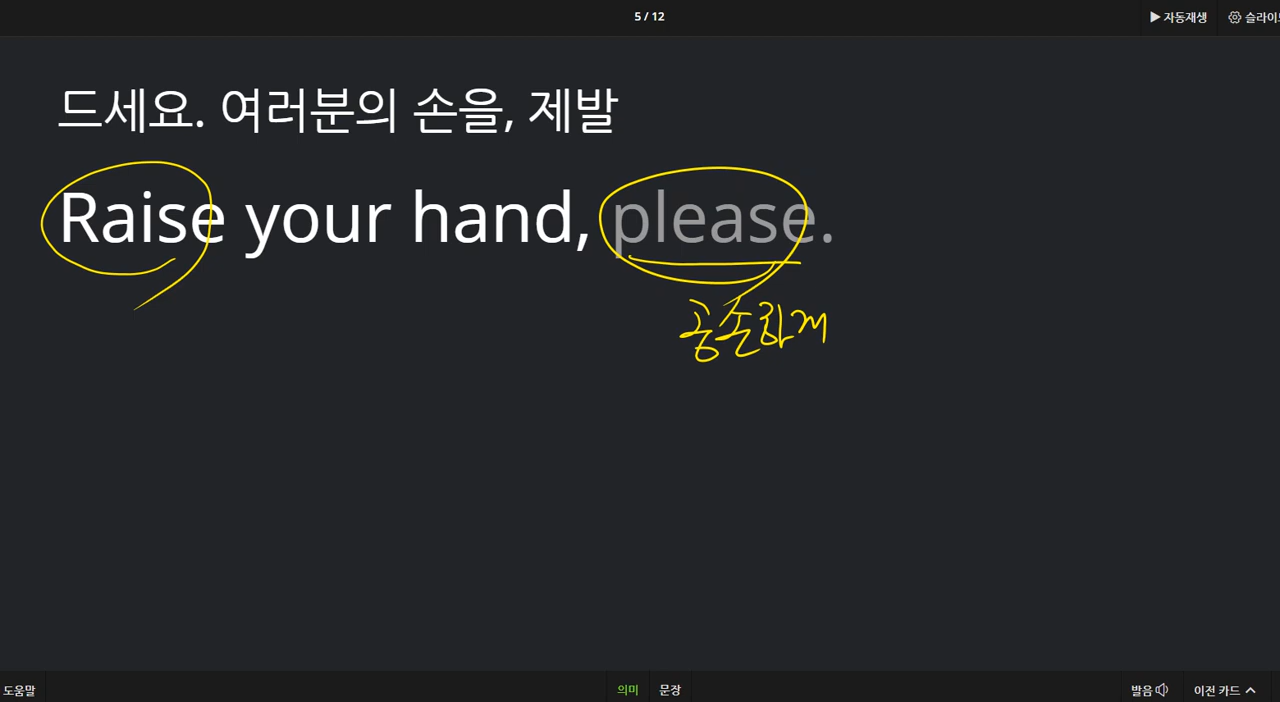 5 / 12
자동재생
슬라이드
드세요. 여러분의 손을, 제발
Raise your hand, please.
공손하게
도움말
의미
문장
발음
이전 카드